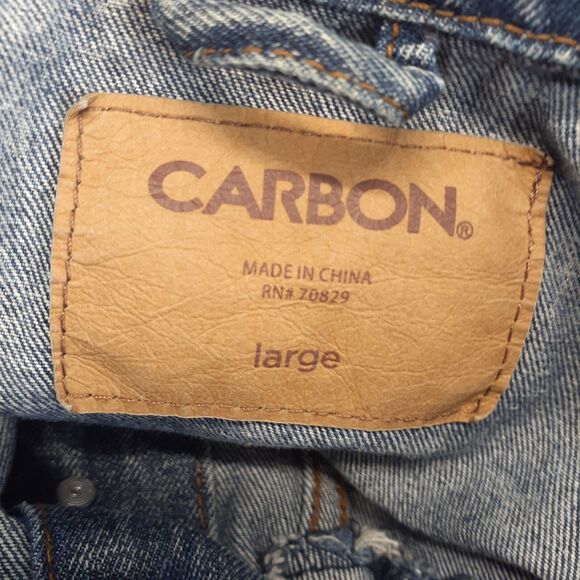 CARBON®
MADE IN CHINA
RN# 70829
large